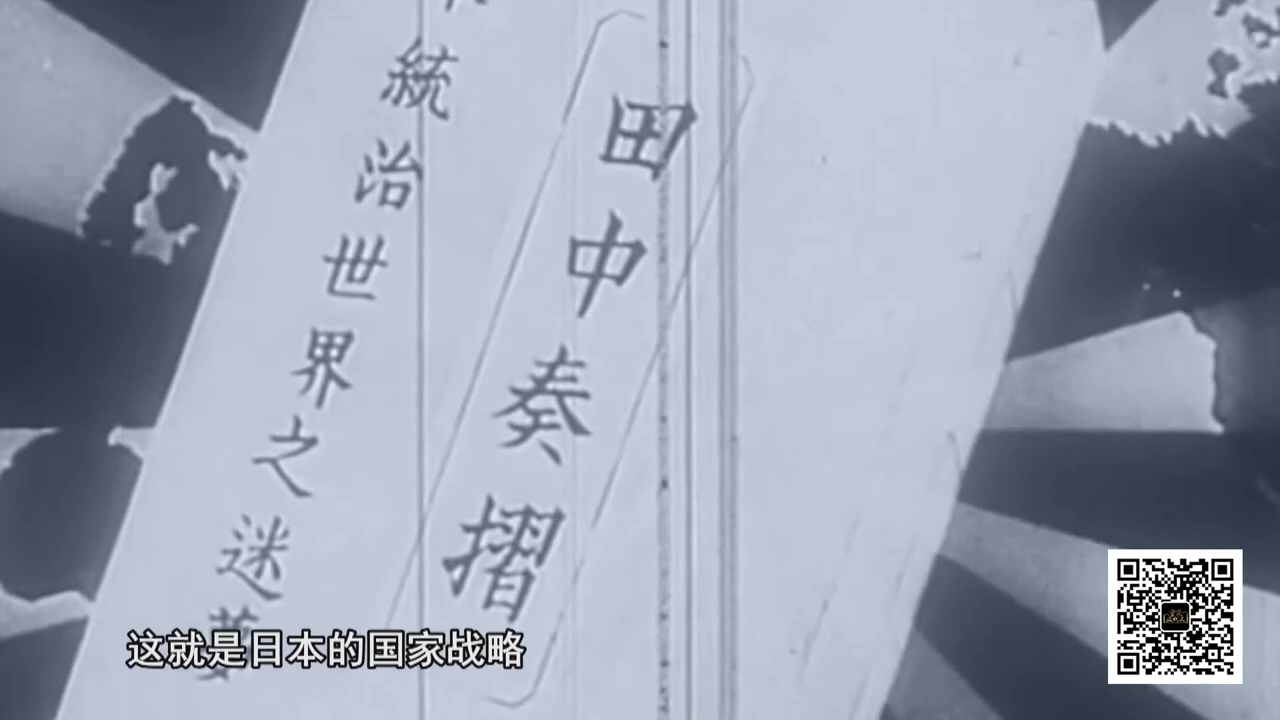 田中奏摺
統治世界之迷夢
这就是日本的国家战略